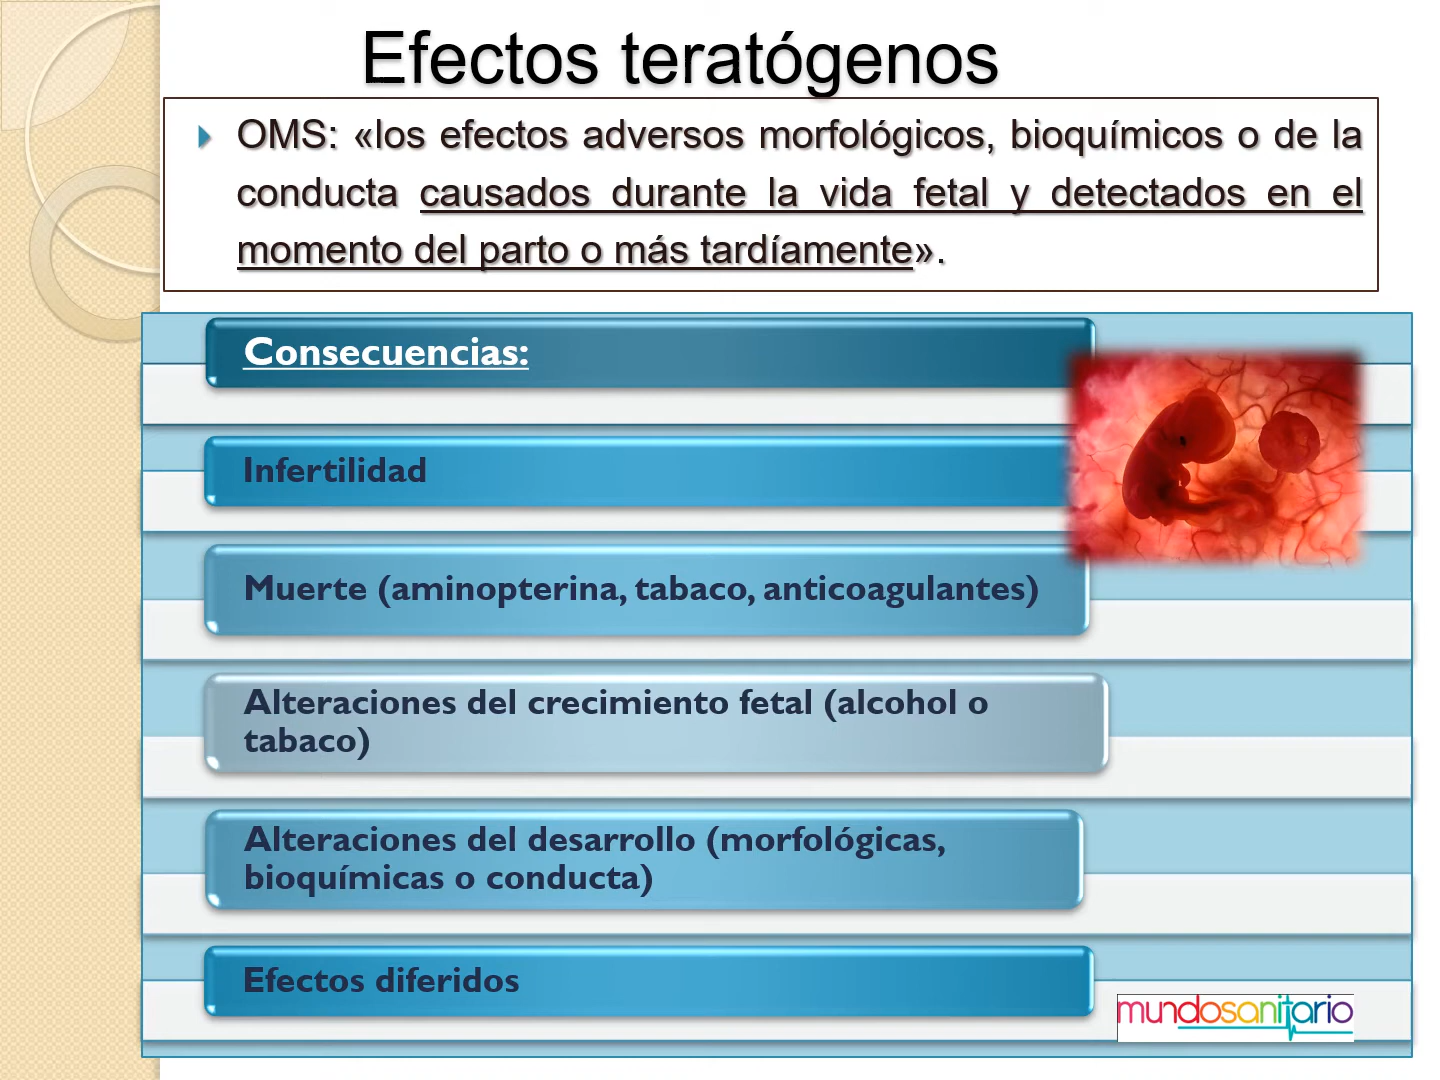 Efectos teratógenos
OMS: «los efectos adversos morfológicos, bioquímicos o de la
conducta causados durante la vida fetal y detectados en el
momento del parto o más tardíamente».
Consecuencias:
Infertilidad
Muerte (aminopterina, tabaco, anticoagulantes)
Alteraciones del crecimiento fetal (alcohol o
tabaco)
Alteraciones del desarrollo (morfológicas,
bioquímicas o conducta)
Efectos diferidos
mundosanitario